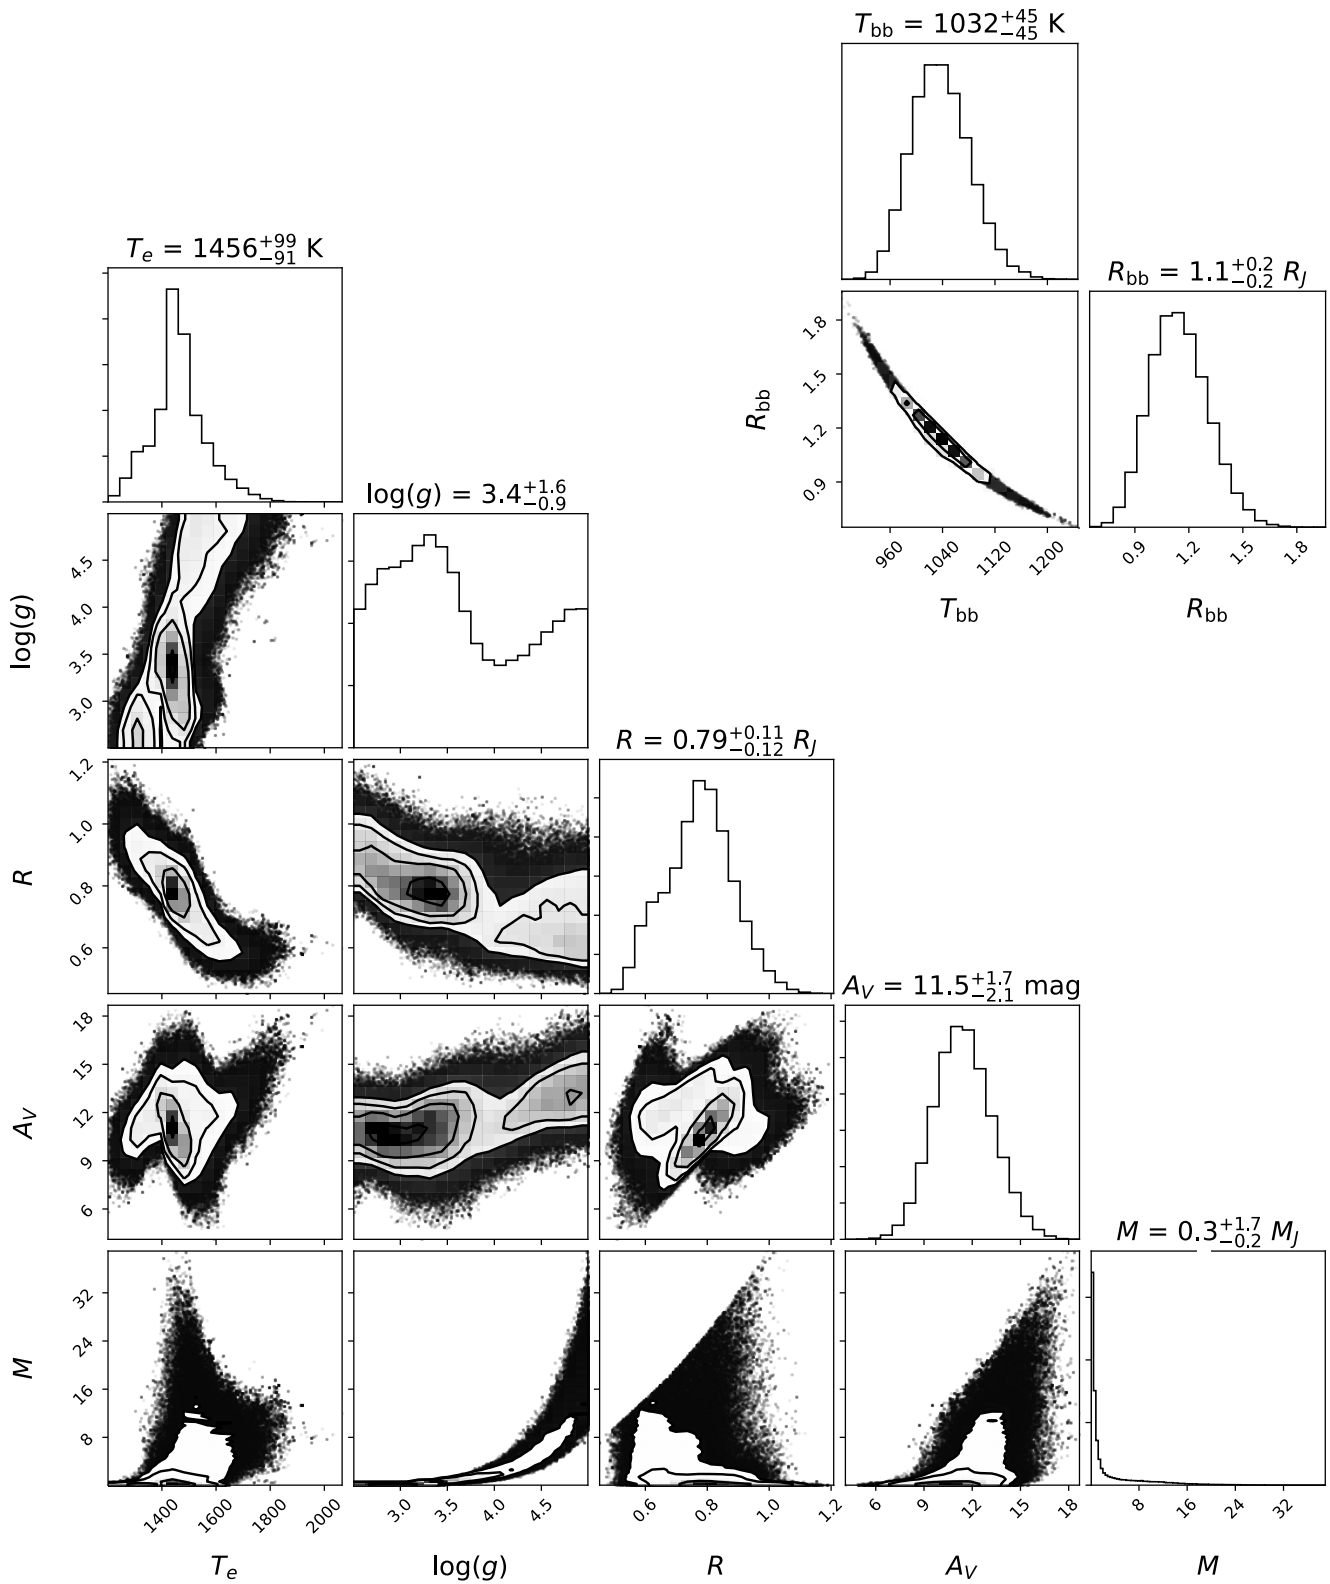 T_bb = 1032^{+45}_{-45} K
T_e = 1456^{+99}_{-91} K
R_bb = 1.1^{+0.2}_{-0.2} R_J
1.8
1.5
1.2
0.9
R_bb
960 1040 1120 1200
T_bb
0.9 1.2 1.5 1.8
R_bb
log(g) = 3.4^{+1.6}_{-0.9}
4.5
4.0
3.5
3.0
log(g)
R = 0.79^{+0.11}_{-0.12} R_J
1.2
1.0
0.8
0.6
R
A_V = 11.5^{+1.7}_{-2.1} mag
18
15
12
9
6
A_V
M = 0.3^{+1.7}_{-0.2} M_J
32
24
16
8
M
1400 1600 1800 2000
3.0 3.5 4.0 4.5
0.6 0.8 1.0 1.2
6 9 12 15 18
8 16 24 32
T_e log(g) R A_V M